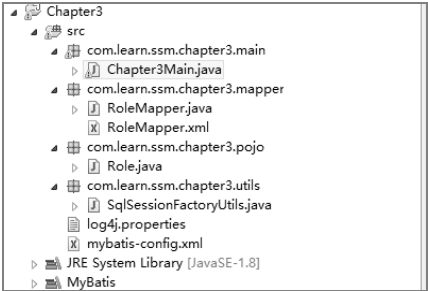 Chapter3
src
com.learn.ssm.chapter3.main
Chapter3Main.java
com.learn.ssm.chapter3.mapper
RoleMapper.java
RoleMapper.xml
com.learn.ssm.chapter3.pojo
Role.java
com.learn.ssm.chapter3.utils
SqlSessionFactoryUtils.java
log4j.properties
mybatis-config.xml
JRE System Library [JavaSE-1.8]
MyBatis